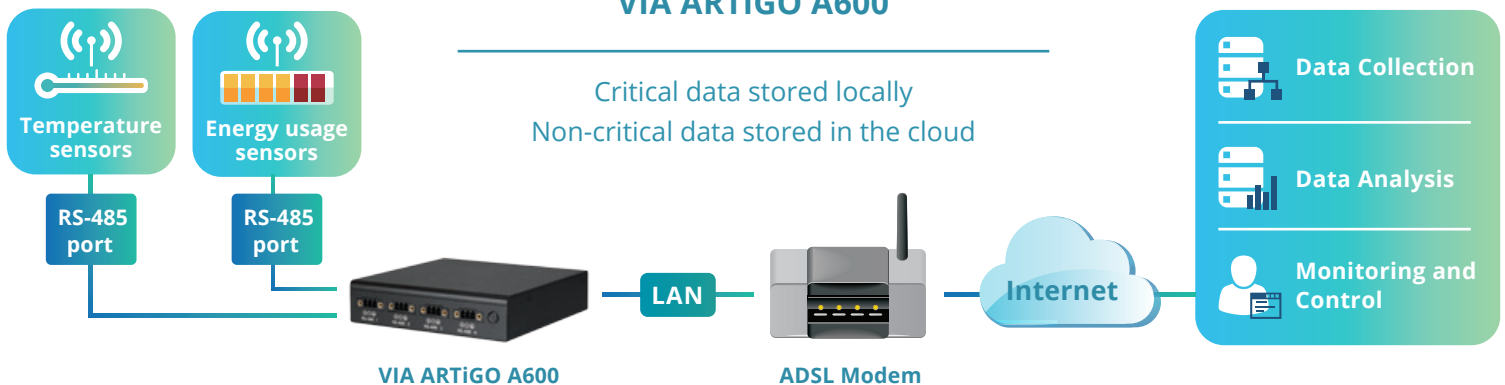 VIA ARTiGO A600
Critical data stored locally
Non-critical data stored in the cloud
Temperature
sensors
Energy usage
sensors
RS-485
port
RS-485
port
VIA ARTiGO A600
LAN
ADSL Modem
Internet
Data Collection
Data Analysis
Monitoring and
Control